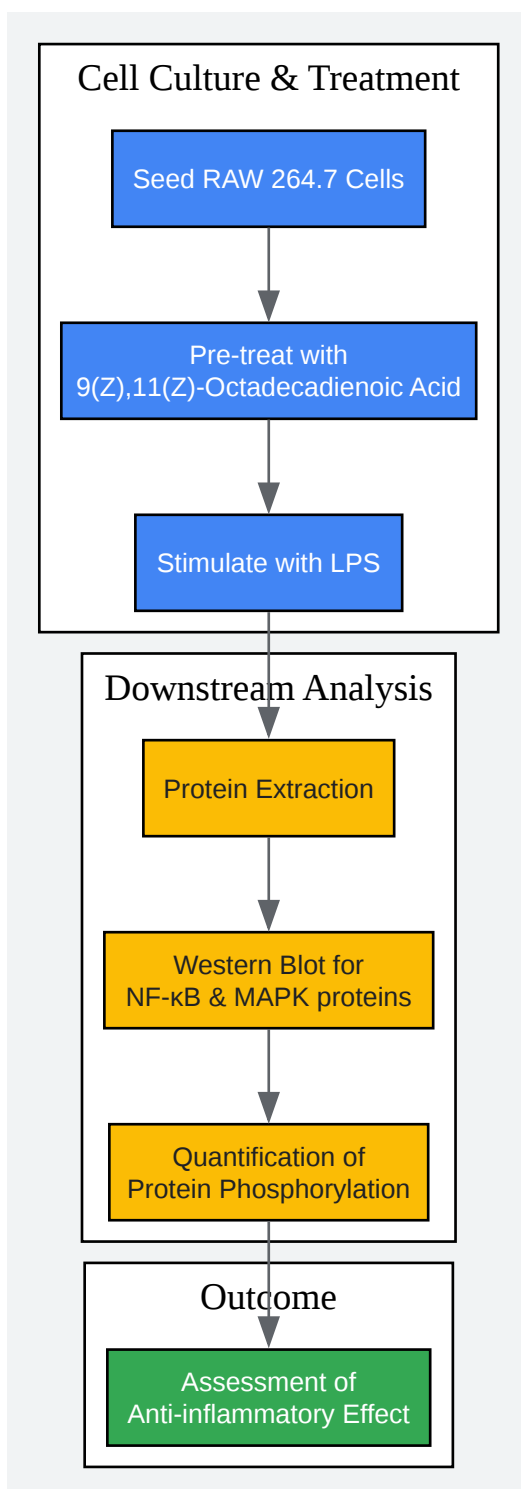 Cell Culture & Treatment
Seed RAW 264.7 Cells
Pre-treat with
9(Z),11(Z)-Octadecadienoic Acid
Stimulate with LPS
Downstream Analysis
Protein Extraction
Western Blot for
NF-κB & MAPK proteins
Quantification of
Protein Phosphorylation
Outcome
Assessment of
Anti-inflammatory Effect